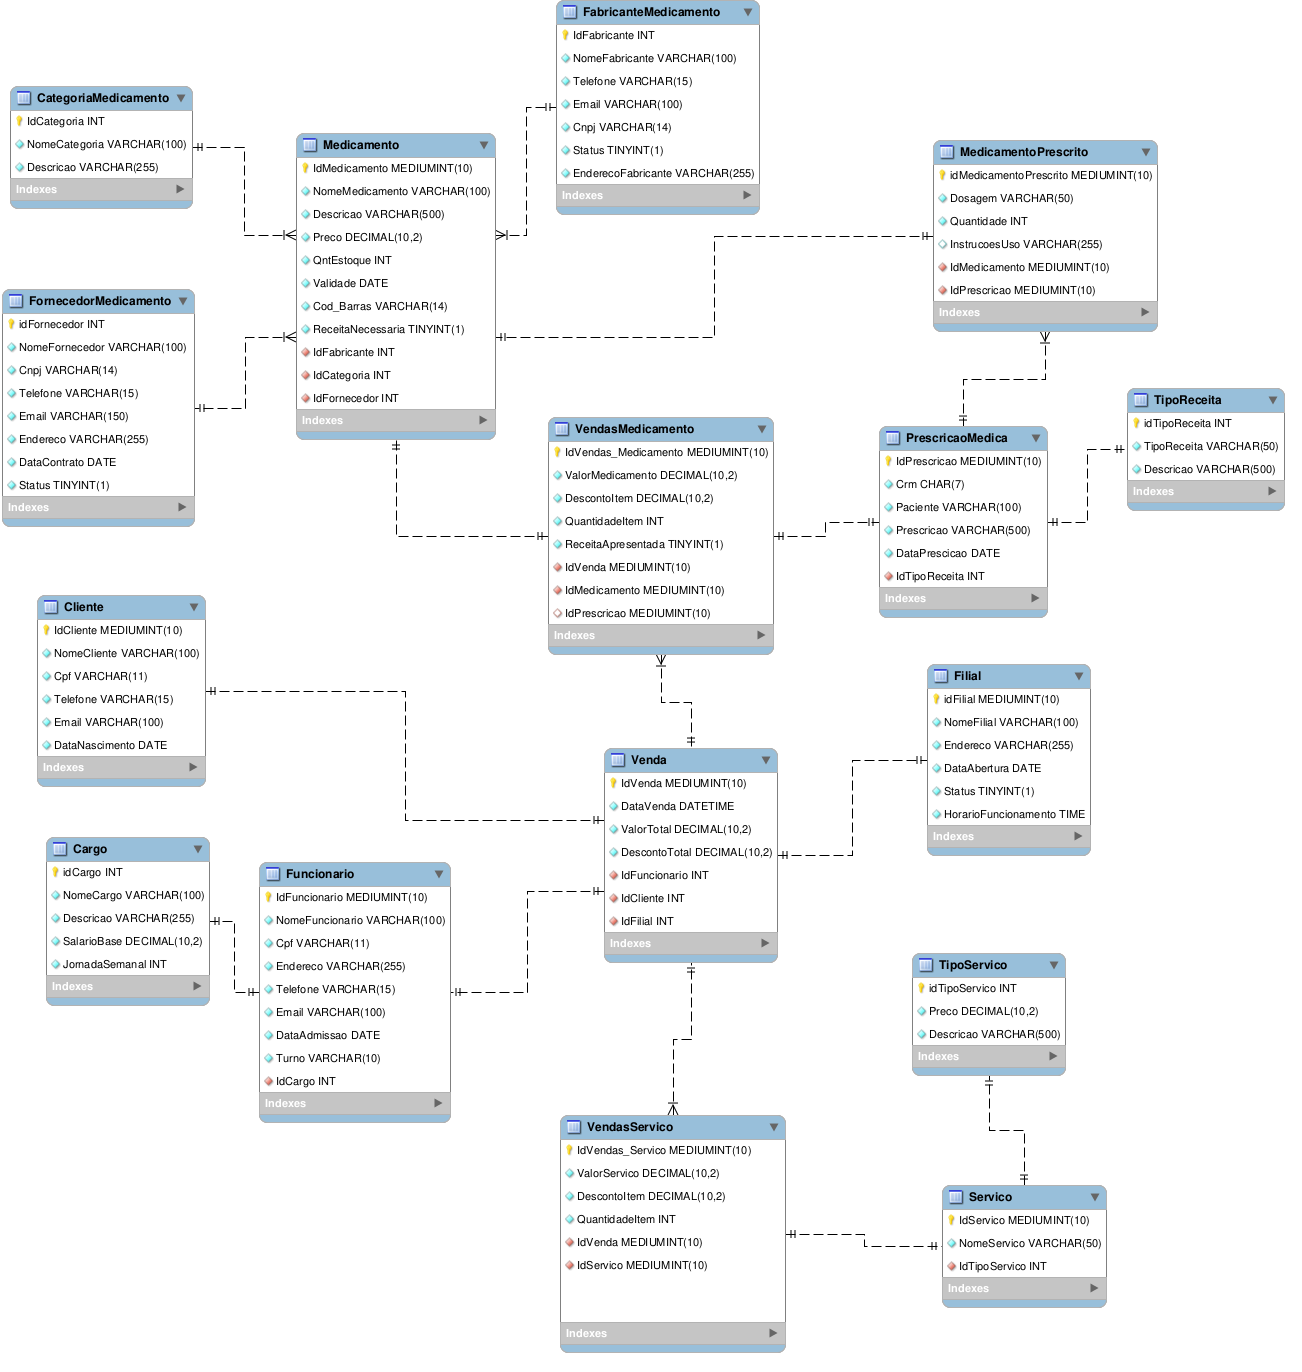 FabricanteMedicamento
IdFabricante INT
NomeFabricante VARCHAR(100)
Telefone VARCHAR(15)
Email VARCHAR(100)
Cnpj VARCHAR(14)
Status TINYINT(1)
EnderecoFabricante VARCHAR(255)
Indexes
CategoriaMedicamento
IdCategoria INT
NomeCategoria VARCHAR(100)
Descricao VARCHAR(255)
Indexes
Medicamento
IdMedicamento MEDIUMINT(10)
NomeMedicamento VARCHAR(100)
Descricao VARCHAR(500)
Preco DECIMAL(10,2)
QntEstoque INT
Validade DATE
Cod_Barras VARCHAR(14)
ReceitaNecessaria TINYINT(1)
IdFabricante INT
IdCategoria INT
IdFornecedor INT
Indexes
MedicamentoPrescrito
idMedicamentoPrescrito MEDIUMINT(10)
Dosagem VARCHAR(50)
Quantidade INT
InstrucoesUso VARCHAR(255)
IdMedicamento MEDIUMINT(10)
IdPrescricao MEDIUMINT(10)
Indexes
FornecedorMedicamento
idFornecedor INT
NomeFornecedor VARCHAR(100)
Cnpj VARCHAR(14)
Telefone VARCHAR(15)
Email VARCHAR(150)
Endereco VARCHAR(255)
DataContrato DATE
Status TINYINT(1)
Indexes
VendasMedicamento
IdVendas_Medicamento MEDIUMINT(10)
ValorMedicamento DECIMAL(10,2)
DescontoItem DECIMAL(10,2)
QuantidadeItem INT
ReceitaApresentada TINYINT(1)
IdVenda MEDIUMINT(10)
IdMedicamento MEDIUMINT(10)
IdPrescricao MEDIUMINT(10)
Indexes
PrescricaoMedica
IdPrescricao MEDIUMINT(10)
Crm CHAR(7)
Paciente VARCHAR(100)
Prescricao VARCHAR(500)
DataPrescicao DATE
IdTipoReceita INT
Indexes
TipoReceita
idTipoReceita INT
TipoReceita VARCHAR(50)
Descricao VARCHAR(500)
Indexes
Cliente
IdCliente MEDIUMINT(10)
NomeCliente VARCHAR(100)
Cpf VARCHAR(11)
Telefone VARCHAR(15)
Email VARCHAR(100)
DataNascimento DATE
Indexes
Filial
idFilial MEDIUMINT(10)
NomeFilial VARCHAR(100)
Endereco VARCHAR(255)
DataAbertura DATE
Status TINYINT(1)
HorarioFuncionamento TIME
Indexes
Venda
IdVenda MEDIUMINT(10)
DataVenda DATETIME
ValorTotal DECIMAL(10,2)
DescontoTotal DECIMAL(10,2)
IdFuncionario INT
IdCliente INT
IdFilial INT
Indexes
Cargo
idCargo INT
NomeCargo VARCHAR(100)
Descricao VARCHAR(255)
SalarioBase DECIMAL(10,2)
JornadaSemanal INT
Indexes
Funcionario
IdFuncionario MEDIUMINT(10)
NomeFuncionario VARCHAR(100)
Cpf VARCHAR(11)
Endereco VARCHAR(255)
Telefone VARCHAR(15)
Email VARCHAR(100)
DataAdmissao DATE
Turno VARCHAR(10)
IdCargo INT
Indexes
TipoServico
idTipoServico INT
Preco DECIMAL(10,2)
Descricao VARCHAR(500)
Indexes
VendasServico
IdVendas_Servico MEDIUMINT(10)
ValorServico DECIMAL(10,2)
DescontoItem DECIMAL(10,2)
QuantidadeItem INT
IdVenda MEDIUMINT(10)
IdServico MEDIUMINT(10)
Indexes
Servico
IdServico MEDIUMINT(10)
NomeServico VARCHAR(50)
IdTipoServico INT
Indexes